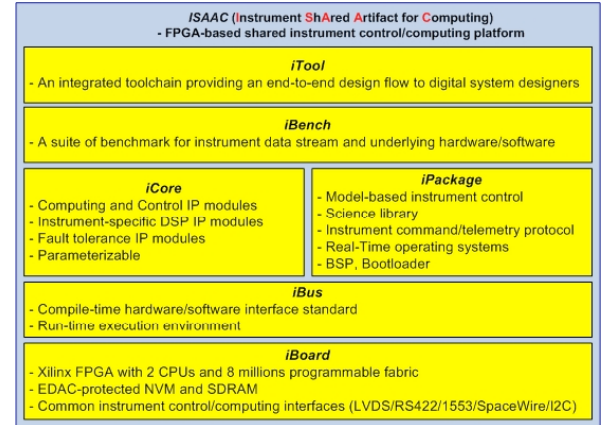 ISAAC (Instrument ShAred Artifact for Computing)
- FPGA-based shared instrument control/computing platform
iTool
- An integrated toolchain providing an end-to-end design flow to digital system designers
iBench
- A suite of benchmark for instrument data stream and underlying hardware/software
iCore
- Computing and Control IP modules
- Instrument-specific DSP IP modules
- Fault tolerance IP modules
- Parameterizable
iPackage
- Model-based instrument control
- Science library
- Instrument command/telemetry protocol
- Real-Time operating systems
- BSP, Bootloader
iBus
- Compile-time hardware/software interface standard
- Run-time execution environment
iBoard
- Xilinx FPGA with 2 CPUs and 8 millions programmable fabric
- EDAC-protected NVM and SDRAM
- Common instrument control/computing interfaces (LVDS/RS422/1553/SpaceWire/I2C)